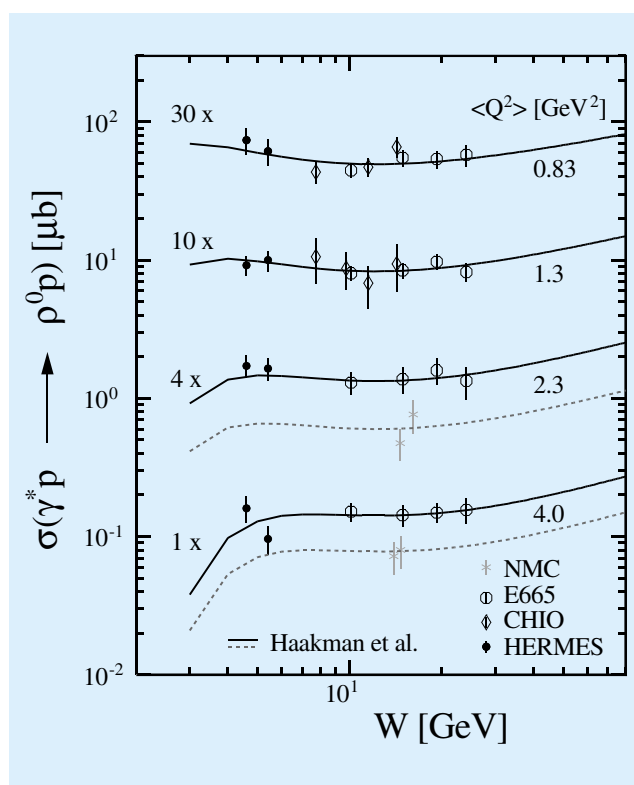 30 x
<Q²> [GeV²]
10²
0.83
10 x
10¹
1.3
4 x
10⁰
2.3
1 x
10⁻¹
4.0
NMC
E665
CHIO
HERMES
Haakman et al.
10⁻²
10¹
W [GeV]
σ(γ*p ⟶ ρ⁰p) [μb]